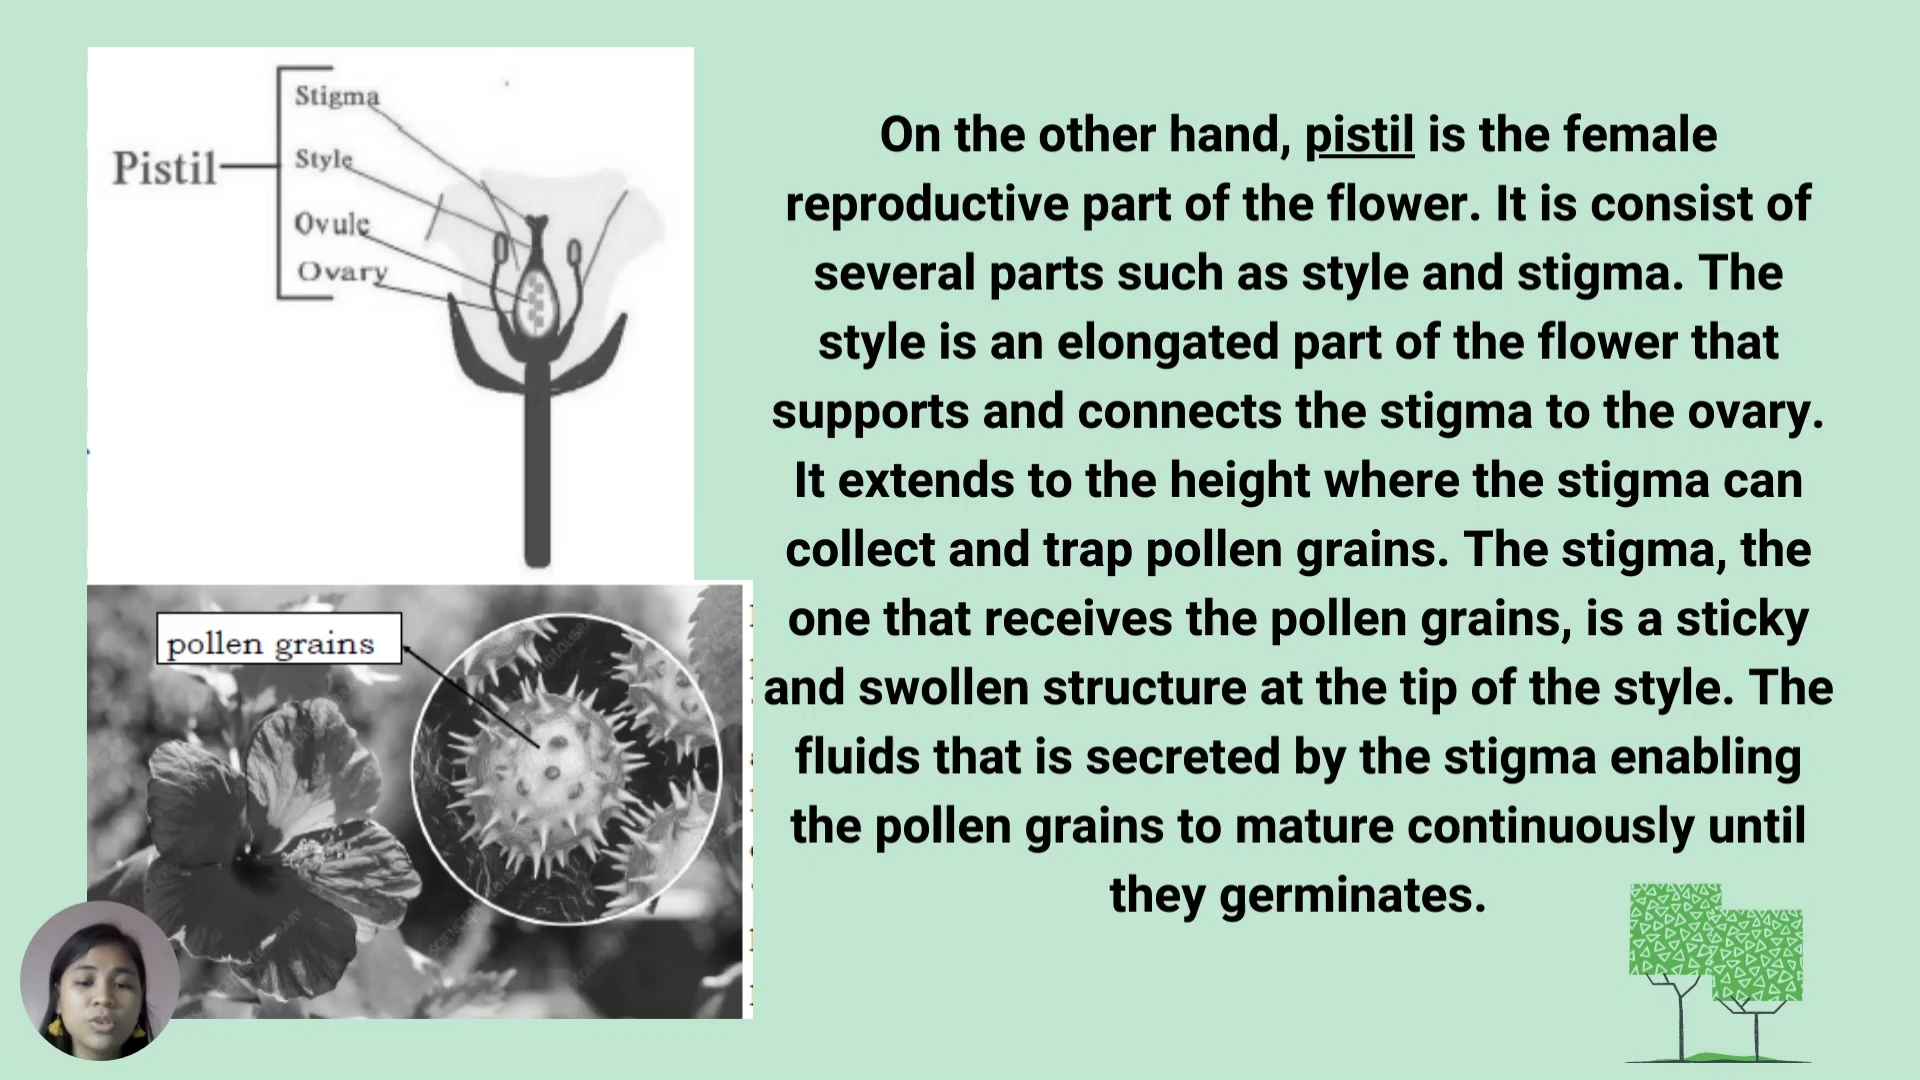 Stigma
Style
Pistil
Ovule
Ovary
pollen grains
On the other hand, pistil is the female
reproductive part of the flower. It is consist of
several parts such as style and stigma. The
style is an elongated part of the flower that
supports and connects the stigma to the ovary.
It extends to the height where the stigma can
collect and trap pollen grains. The stigma, the
one that receives the pollen grains, is a sticky
and swollen structure at the tip of the style. The
fluids that is secreted by the stigma enabling
the pollen grains to mature continuously until
they germinates.